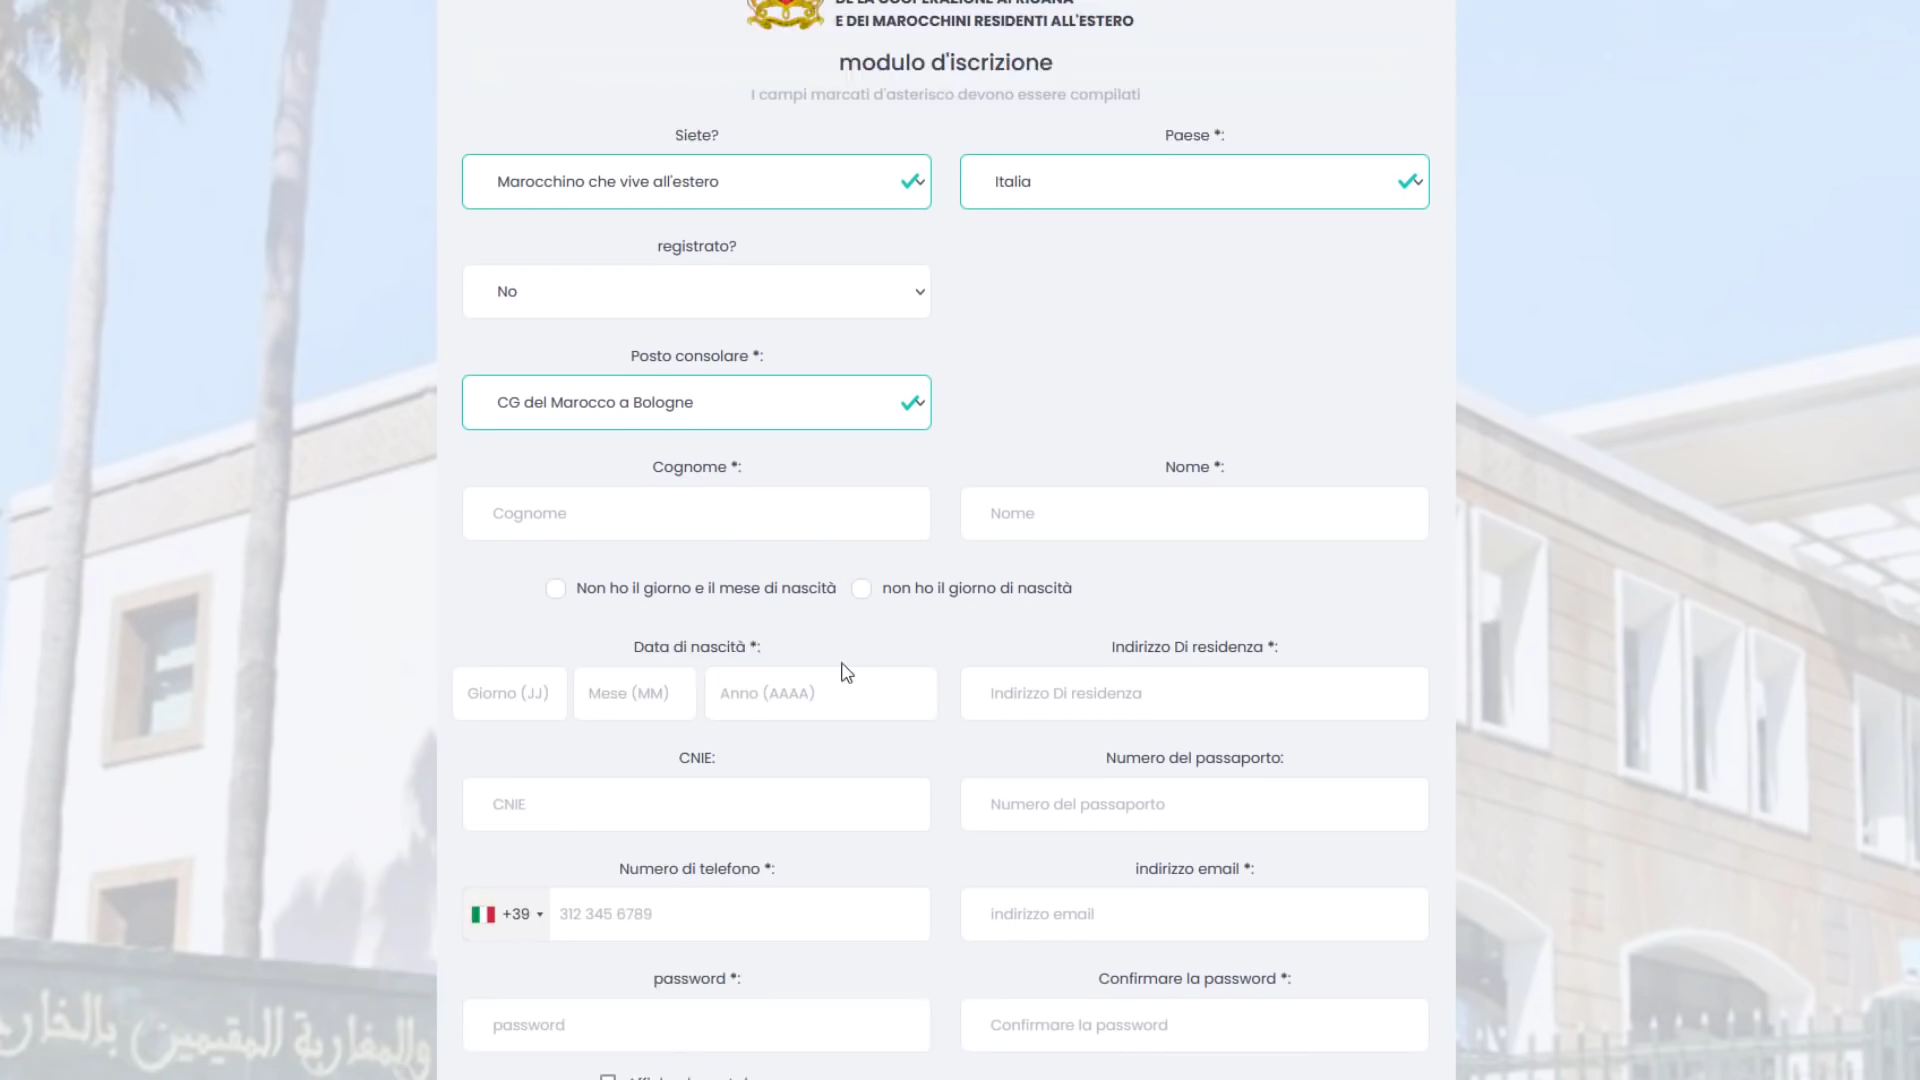 E DEI MAROCCHINI RESIDENTI ALL'ESTERO
modulo d'iscrizione
I campi marcati d'asterisco devono essere compilati
Siete?
Paese *:
Marocchino che vive all'estero
Italia
registrato?
No
Posto consolare *:
CG del Marocco a Bologne
Cognome *:
Nome *:
Cognome
Nome
Non ho il giorno e il mese di nascità
non ho il giorno di nascità
Data di nascità *:
Indirizzo Di residenza *:
Giorno (JJ)
Mese (MM)
Anno (AAAA)
Indirizzo Di residenza
CNIE:
Numero del passaporto:
CNIE
Numero del passaporto
Numero di telefono *:
indirizzo email *:
+39
312 345 6789
indirizzo email
password *:
Confirmare la password *:
password
Confirmare la password
والمغاربة المقيمين بالخارج